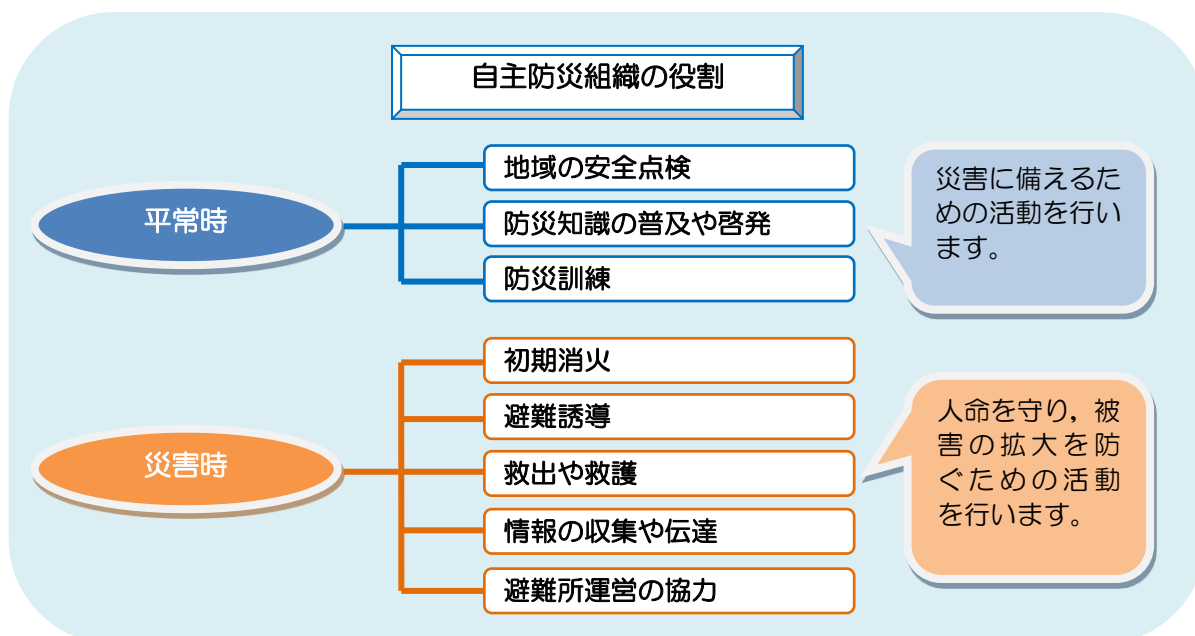 自主防災組織の役割
平常時
地域の安全点検
防災知識の普及や啓発
防災訓練
災害に備えるた
めの活動を行い
ます。
災害時
初期消火
避難誘導
救出や救護
情報の収集や伝達
避難所運営の協力
人命を守り，被
害の拡大を防
ぐための活動
を行います。